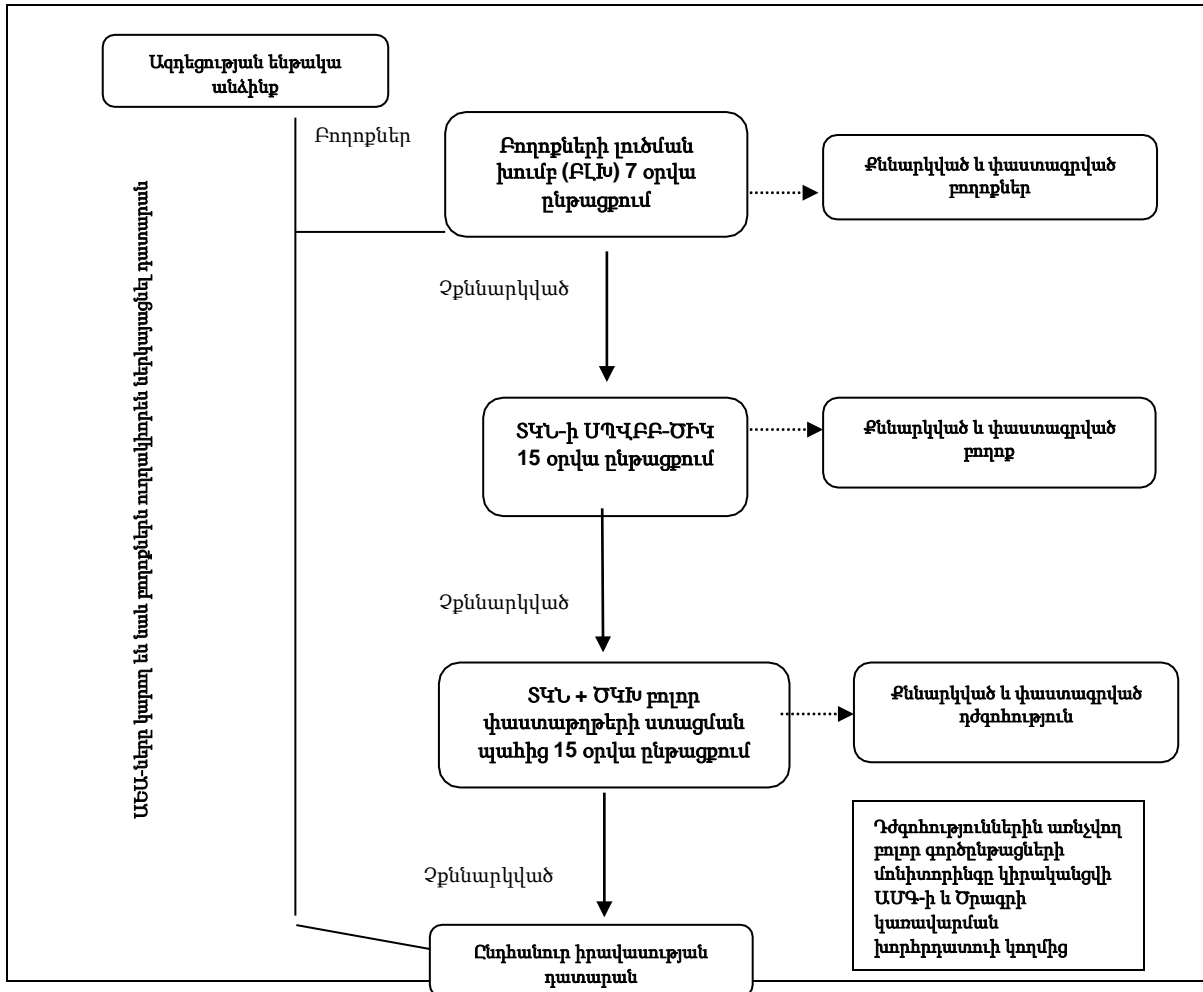 Ազդեցության ենթակա
անձինք
Բողոքներ
Բողոքների լուծման
խումբ (ԲԼԽ) 7 օրվա
ընթացքում
Քննարկված և փաստագրված
բողոքներ
Չքննարկված
ՏԿՆ-ի ՍՊՎԲԲ-ԾԻԿ
15 օրվա ընթացքում
Քննարկված և փաստագրված
բողոք
Չքննարկված
ՏԿՆ + ԾԿԽ բոլոր
փաստաթղթերի ստացման
պահից 15 օրվա ընթացքում
Քննարկված և փաստագրված
դժգոհություն
Դժգոհություններին առնչվող
բոլոր գործընթացների
մոնիտորինգը կիրականցվի
ԱՄԳ-ի և Ծրագրի
կառավարման
խորհրդատուի կողմից
Չքննարկված
Ընդհանուր իրավասության
դատարան
ԱԵԱ-ները կարող են նաև բողոքներն ուղղակիորեն ներկայացնել դատարան